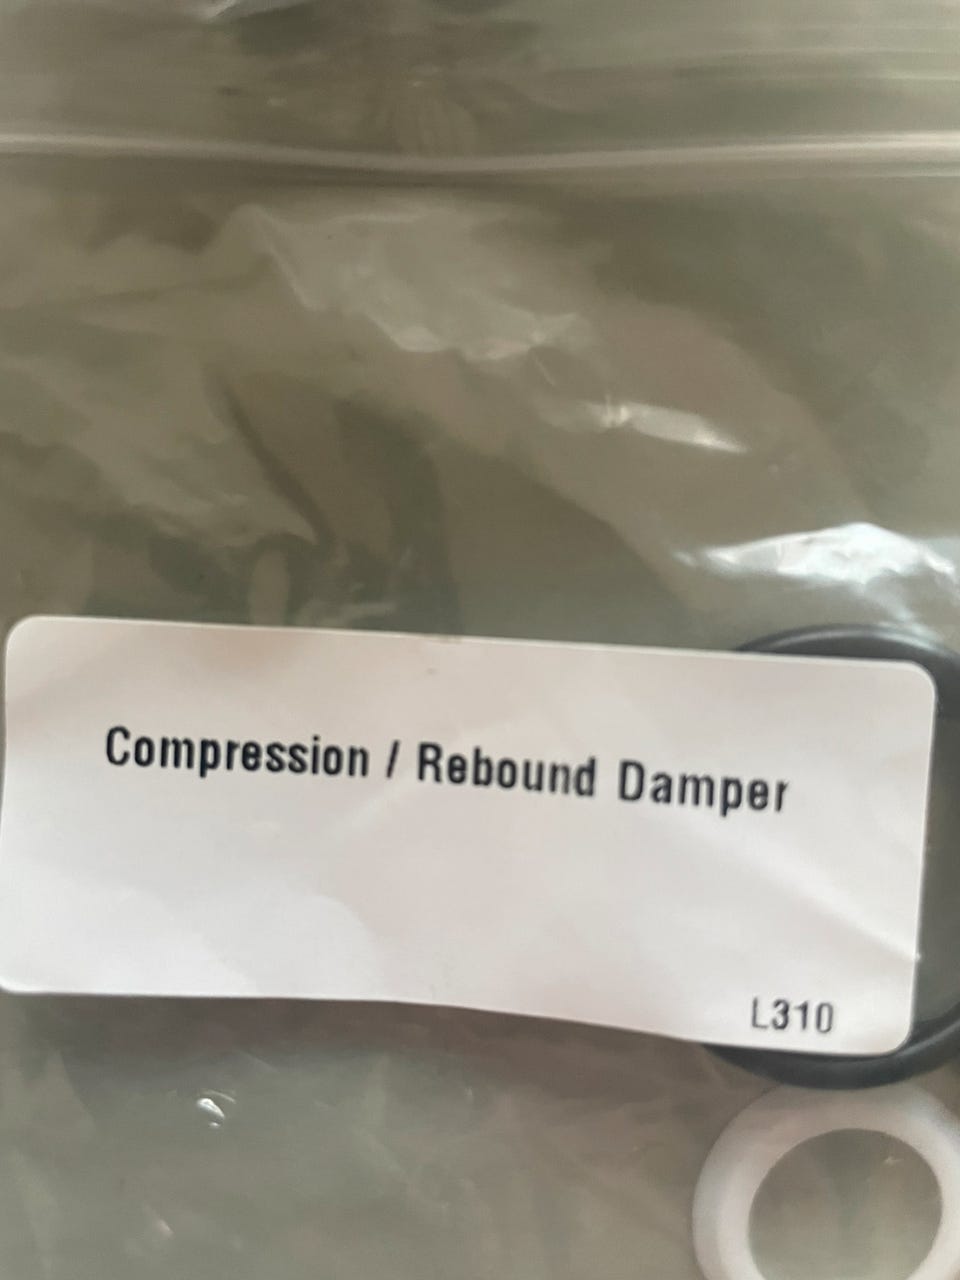 Compression / Rebound Damper
L310